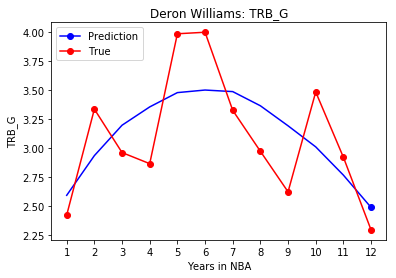 Deron Williams: TRB_G
Prediction
True
TRB_G
4.00
3.75
3.50
3.25
3.00
2.75
2.50
2.25
1 2 3 4 5 6 7 8 9 10 11 12
Years in NBA